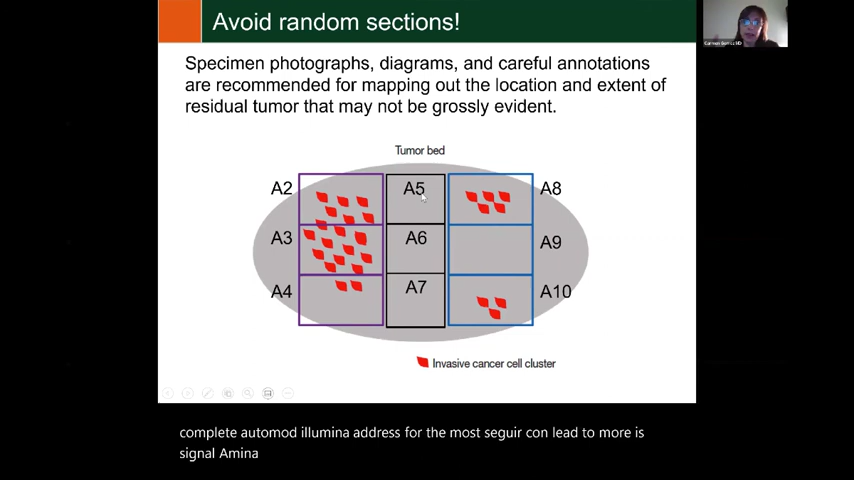 Avoid random sections!
Specimen photographs, diagrams, and careful annotations
are recommended for mapping out the location and extent of
residual tumor that may not be grossly evident.
Tumor bed
A2
A5
A8
A3
A6
A9
A4
A7
A10
Invasive cancer cell cluster
complete automod illumina address for the most seguir con lead to more is
signal Amina